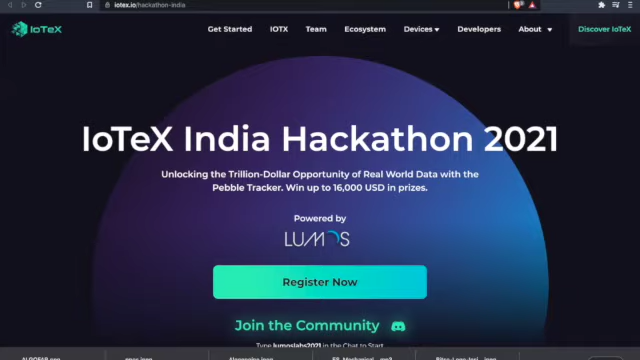 iotex.io/hackathon-india
IoTeX
Get Started IOTX Team Ecosystem Devices Developers About Discover IoTeX
IoTeX India Hackathon 2021
Unlocking the Trillion-Dollar Opportunity of Real World Data with the
Pebble Tracker. Win up to 16,000 USD in prizes.
Powered by
LUMOS
Register Now
Join the Community
Type lumoslabs2021 in the Chat to Start